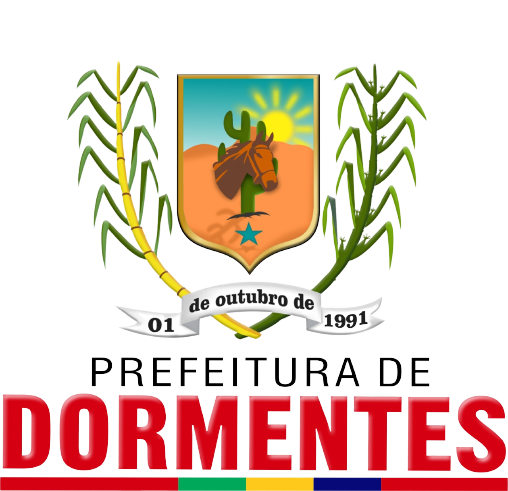 01 de outubro de 1991
PREFEITURA DE
DORMENTES